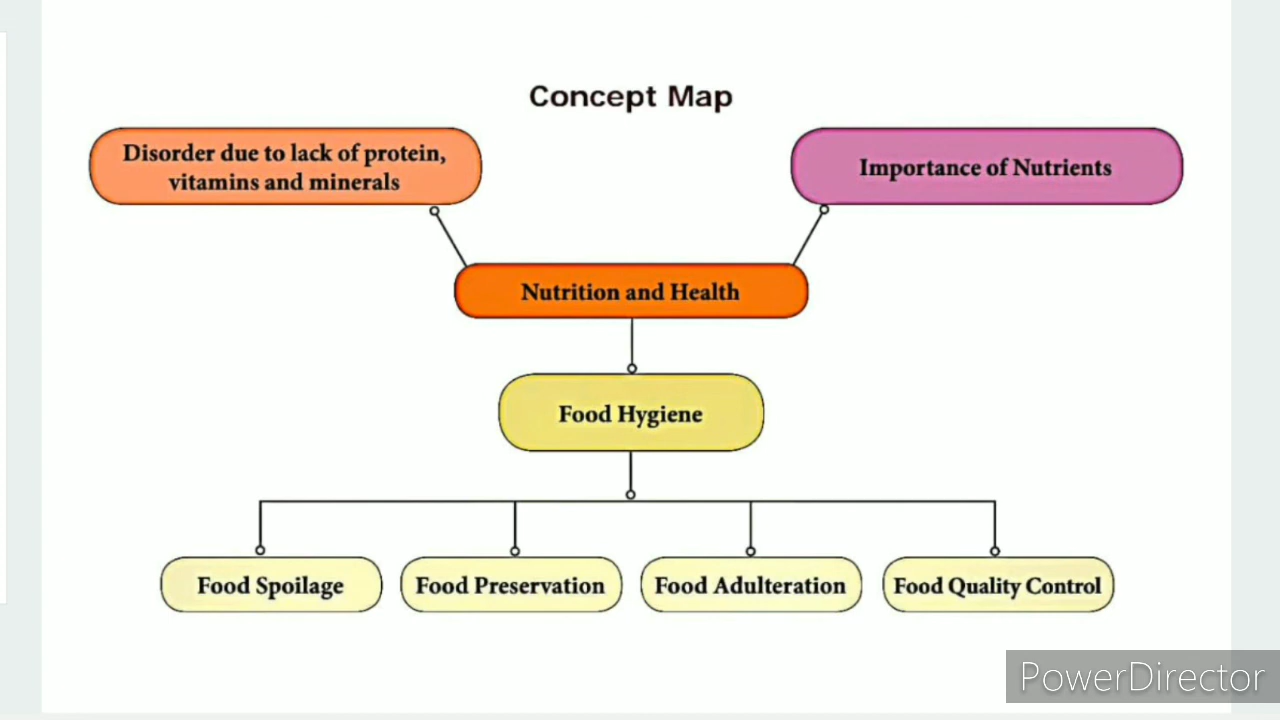 Concept Map
Disorder due to lack of protein,
vitamins and minerals
Importance of Nutrients
Nutrition and Health
Food Hygiene
Food Spoilage
Food Preservation
Food Adulteration
Food Quality Control
PowerDirector